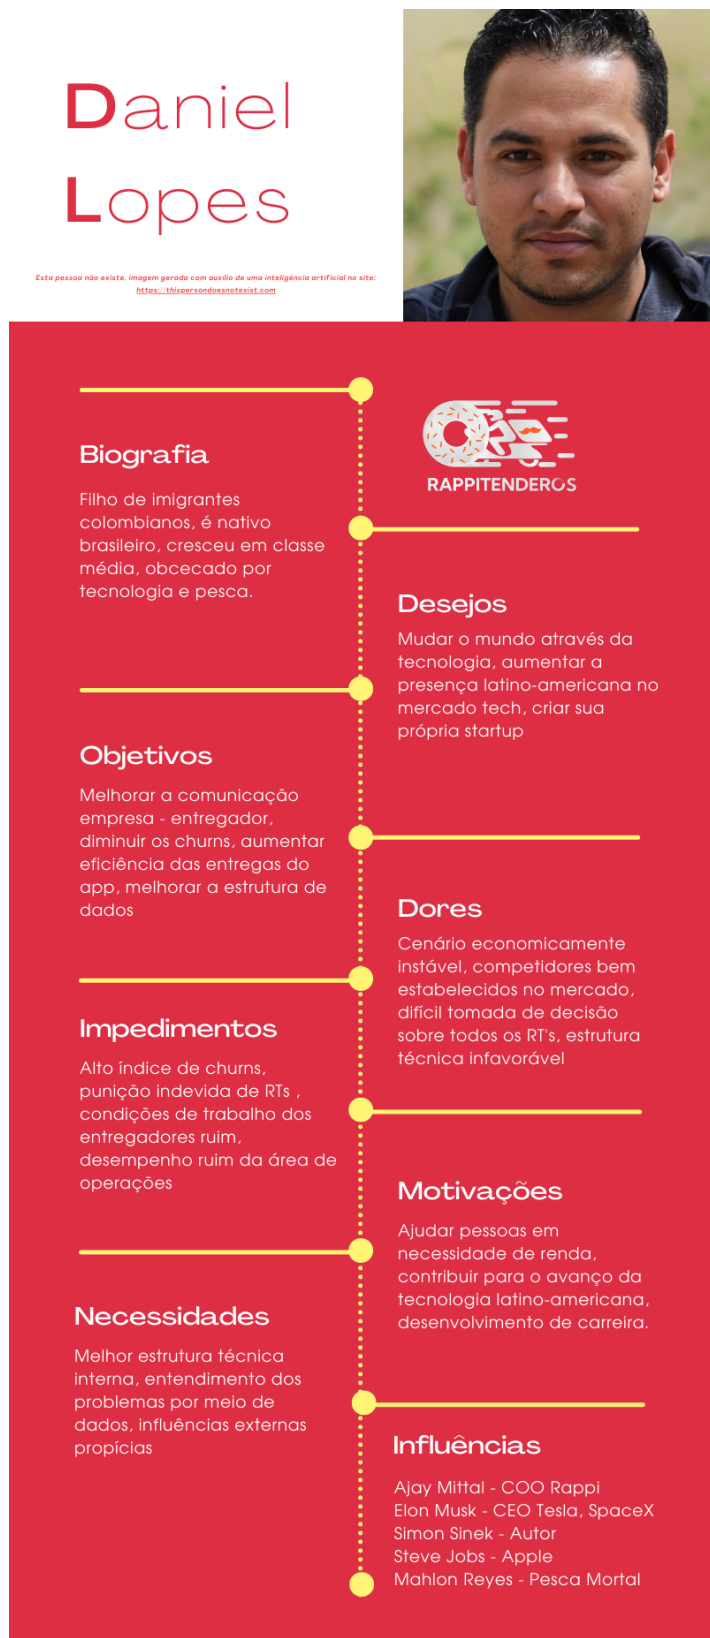 Daniel
Lopes
Esta pessoa não existe, imagem gerada com auxílio de uma inteligência artificial no site:
https://thispersondoesnotexist.com
RAPPITENDEROS
Biografia
Filho de imigrantes
colombianos, é nativo
brasileiro, cresceu em classe
média, obcecado por
tecnologia e pesca.
Desejos
Mudar o mundo através da
tecnologia, aumentar a
presença latino-americana no
mercado tech, criar sua
própria startup
Objetivos
Melhorar a comunicação
empresa - entregador,
diminuir os churns, aumentar
eficiência das entregas do
app, melhorar a estrutura de
dados
Dores
Cenário economicamente
instável, competidores bem
estabelecidos no mercado,
difícil tomada de decisão
sobre todos os RT's, estrutura
técnica infavorável
Impedimentos
Alto índice de churns,
punição indevida de RTs ,
condições de trabalho dos
entregadores ruim,
desempenho ruim da área de
operações
Motivações
Ajudar pessoas em
necessidade de renda,
contribuir para o avanço da
tecnologia latino-americana,
desenvolvimento de carreira.
Necessidades
Melhor estrutura técnica
interna, entendimento dos
problemas por meio de
dados, influências externas
propícias
Influências
Ajay Mittal - COO Rappi
Elon Musk - CEO Tesla, SpaceX
Simon Sinek - Autor
Steve Jobs - Apple
Mahlon Reyes - Pesca Mortal